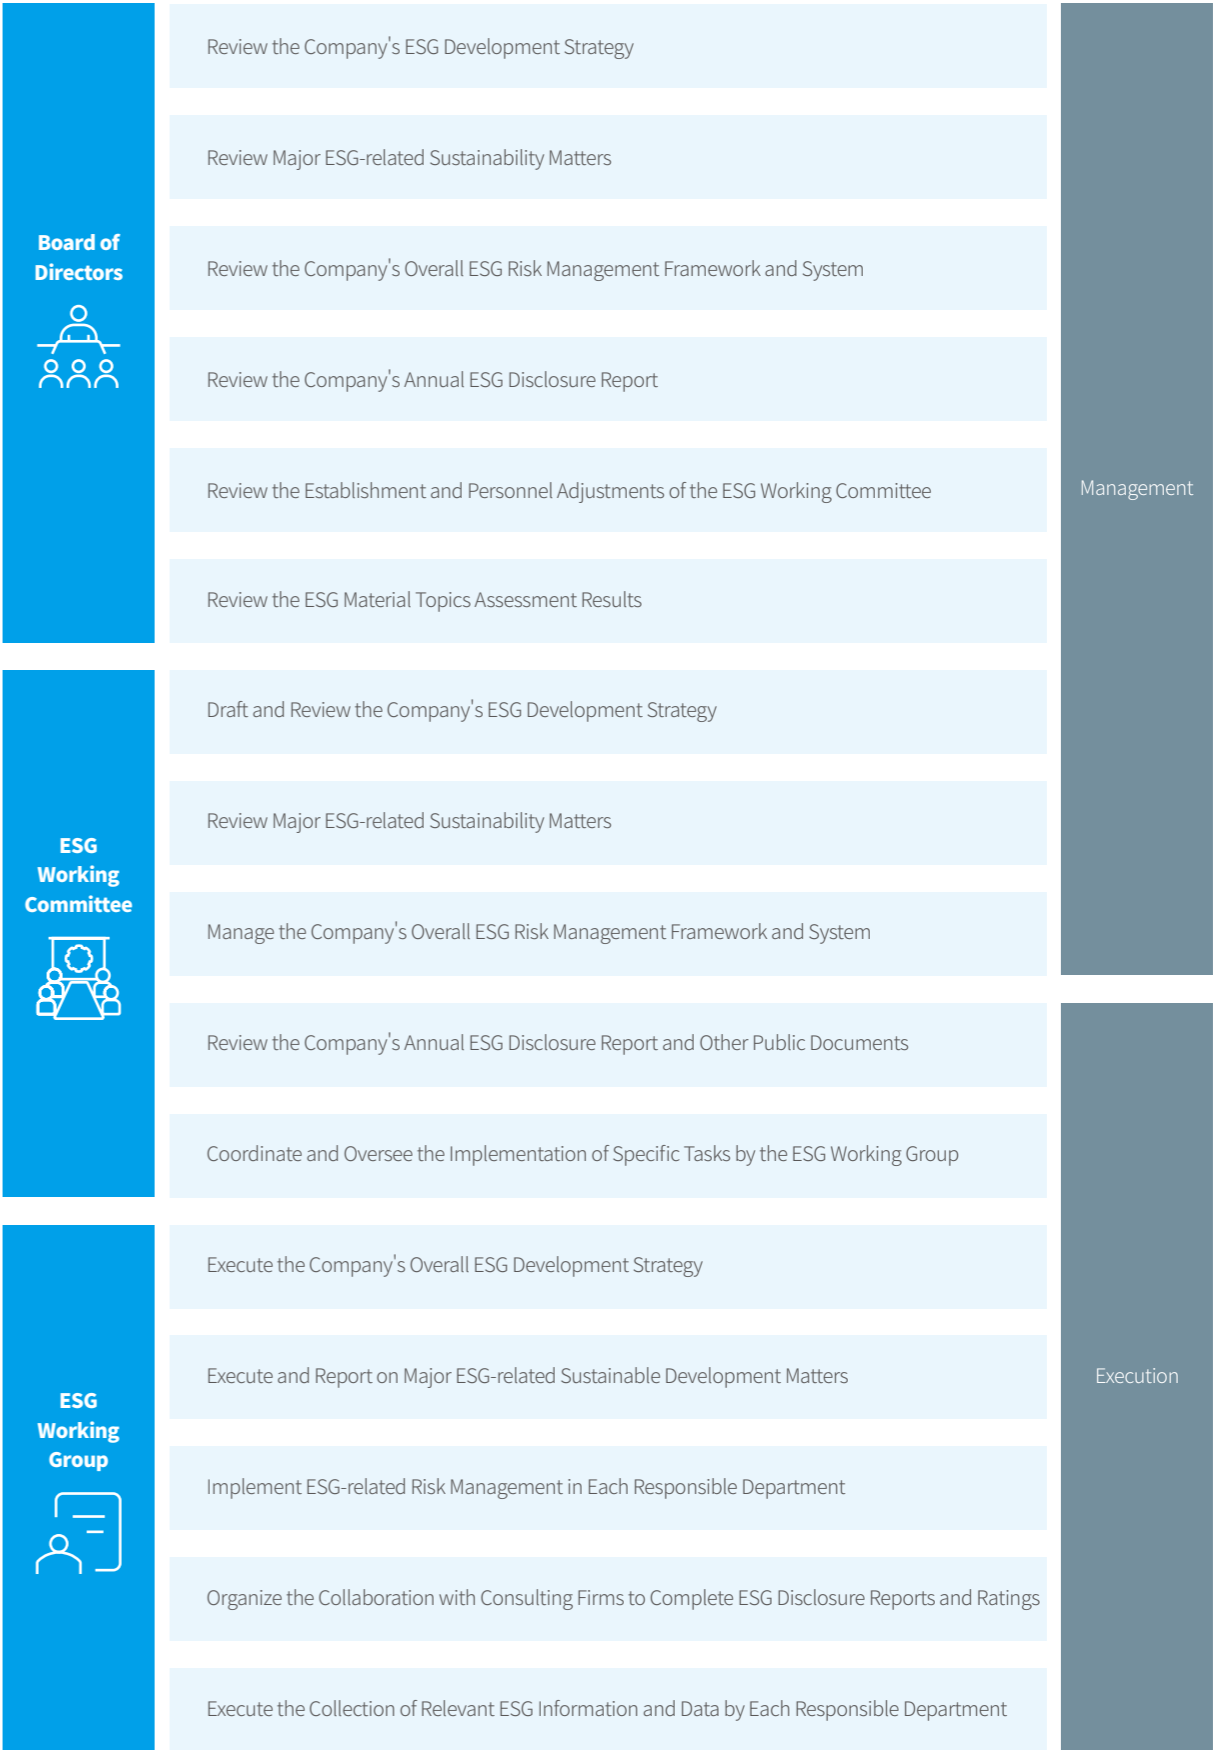 Board of
Directors
Review the Company's ESG Development Strategy
Review Major ESG-related Sustainability Matters
Review the Company's Overall ESG Risk Management Framework and System
Review the Company's Annual ESG Disclosure Report
Review the Establishment and Personnel Adjustments of the ESG Working Committee
Review the ESG Material Topics Assessment Results
ESG
Working
Committee
Draft and Review the Company's ESG Development Strategy
Review Major ESG-related Sustainability Matters
Manage the Company's Overall ESG Risk Management Framework and System
Review the Company's Annual ESG Disclosure Report and Other Public Documents
Coordinate and Oversee the Implementation of Specific Tasks by the ESG Working Group
ESG
Working
Group
Execute the Company's Overall ESG Development Strategy
Execute and Report on Major ESG-related Sustainable Development Matters
Implement ESG-related Risk Management in Each Responsible Department
Organize the Collaboration with Consulting Firms to Complete ESG Disclosure Reports and Ratings
Execute the Collection of Relevant ESG Information and Data by Each Responsible Department
Management
Execution